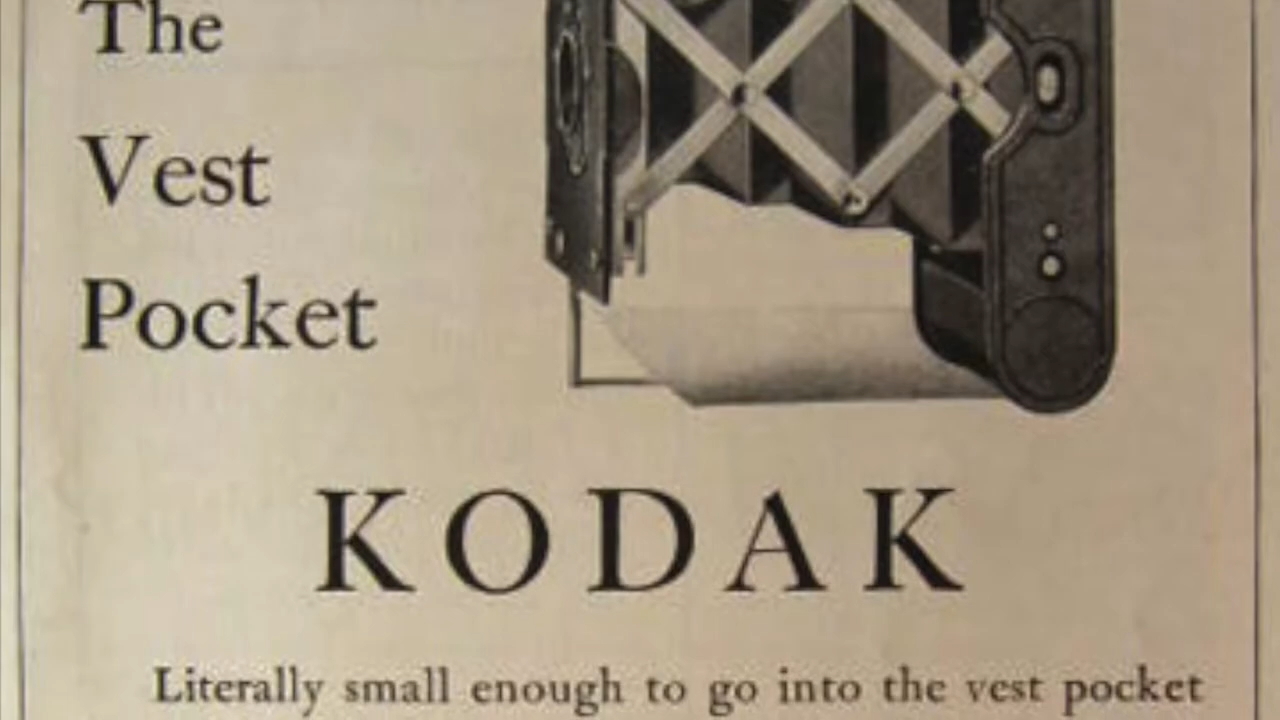 The
Vest
Pocket
KODAK
Literally small enough to go into the vest pocket